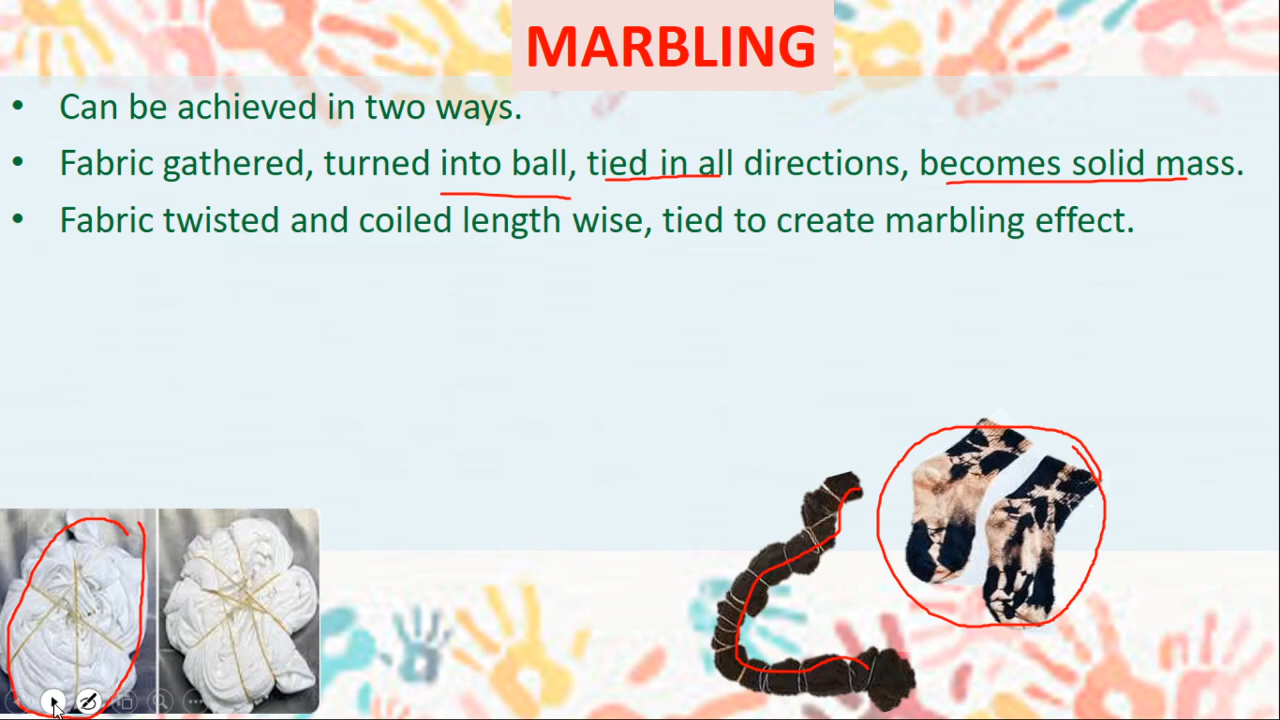 MARBLING
• Can be achieved in two ways.
• Fabric gathered, turned into ball, tied in all directions, becomes solid mass.
• Fabric twisted and coiled length wise, tied to create marbling effect.